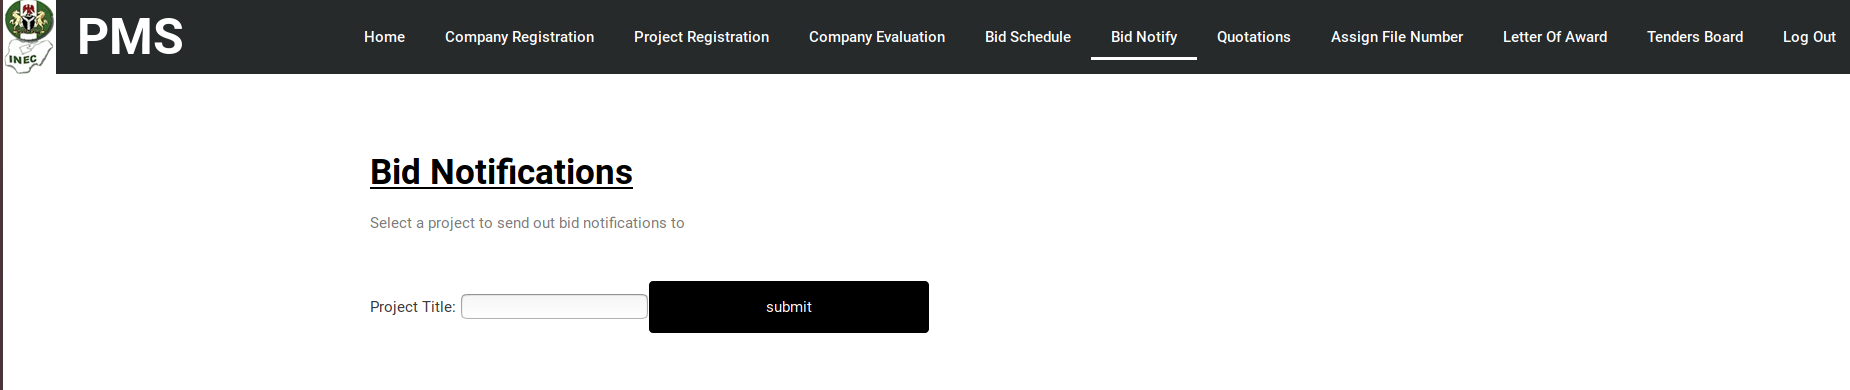 INEC
PMS
Home Company Registration Project Registration Company Evaluation Bid Schedule Bid Notify Quotations Assign File Number Letter Of Award Tenders Board Log Out
Bid Notifications
Select a project to send out bid notifications to
Project Title: submit